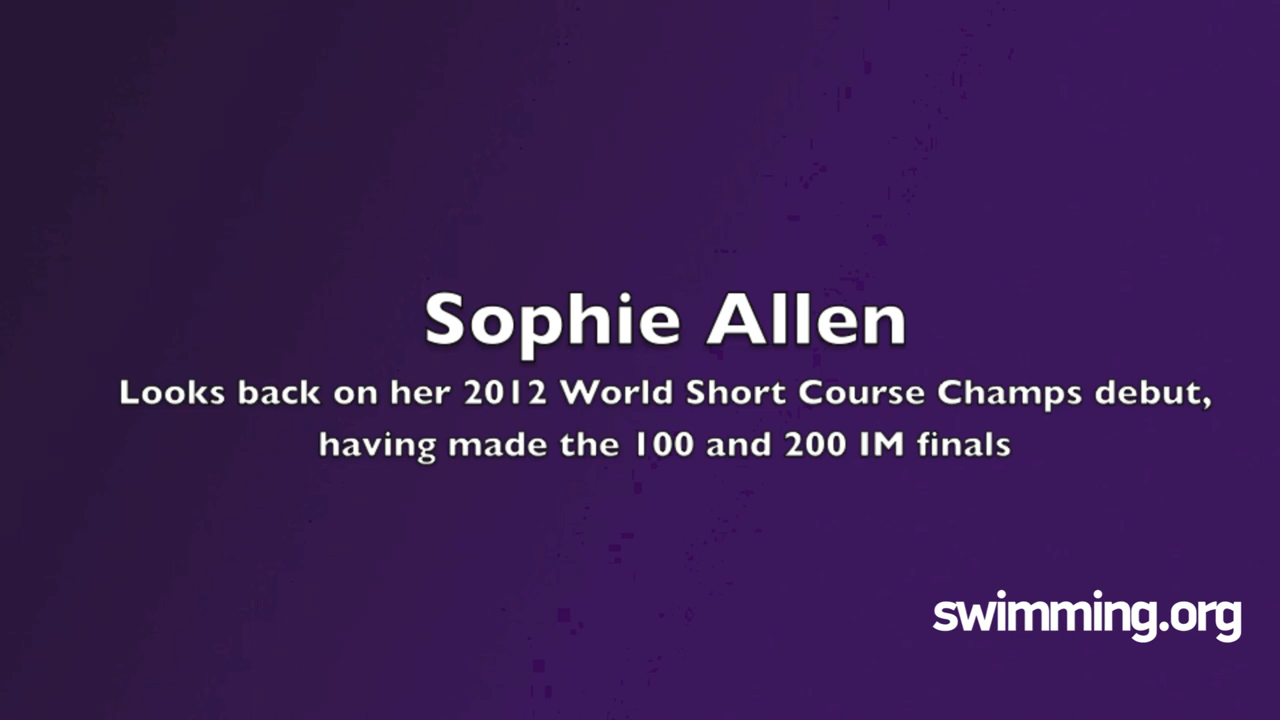 Sophie Allen
Looks back on her 2012 World Short Course Champs debut,
having made the 100 and 200 IM finals
swimming.org